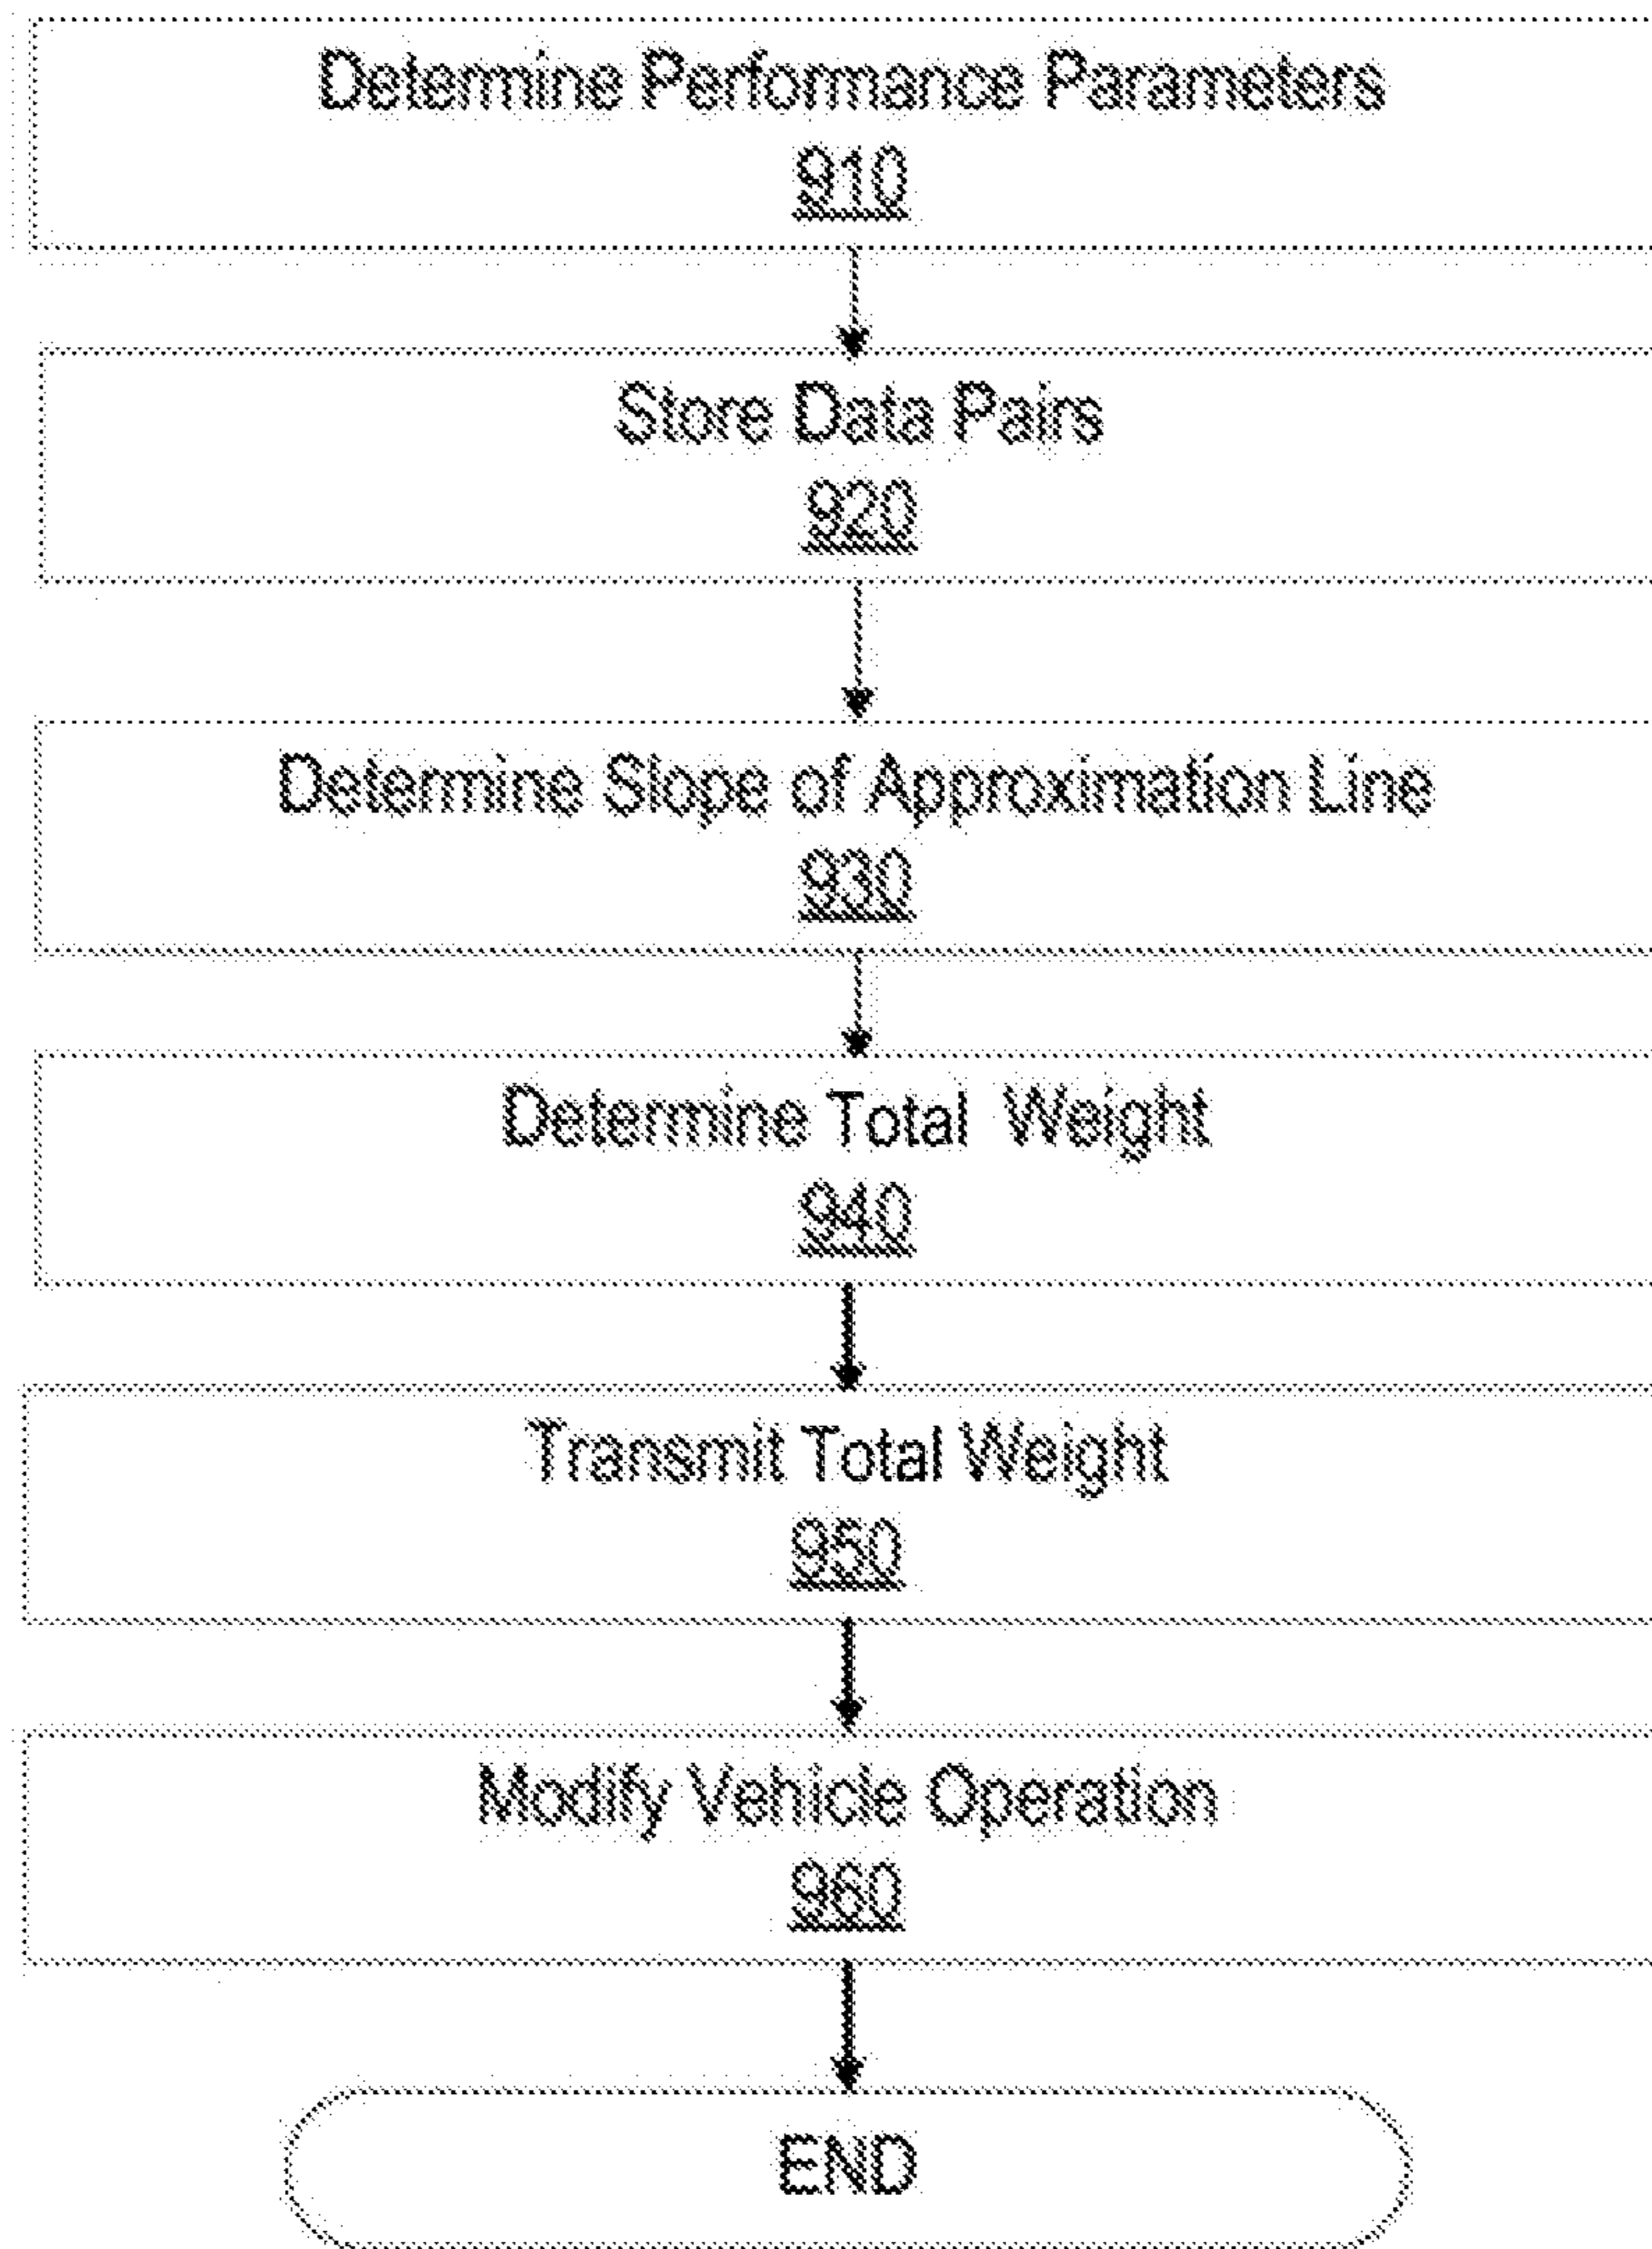 Determine Performance Parameters
910
Store Data Pairs
920
Determine Slope of Approximation Line
930
Determine Total Weight
940
Transmit Total Weight
950
Modify Vehicle Operation
960
END